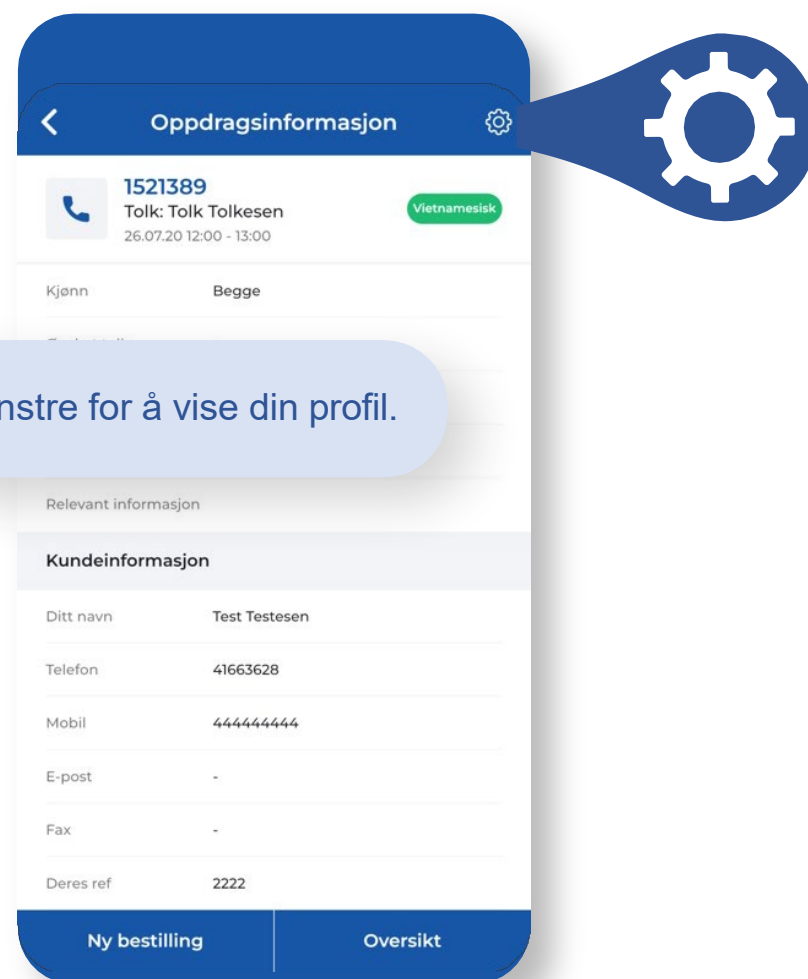 Oppdragsinformasjon
1521389
Tolk: Tolk Tolkesen
Vietnamesisk
26.07.20 12:00 - 13:00
Kjønn Begge
nstre for å vise din profil.
Relevant informasjon
Kundeinformasjon
Ditt navn Test Testesen
Telefon 41663628
Mobil 444444444
E-post -
Fax -
Deres ref 2222
Ny bestilling Oversikt